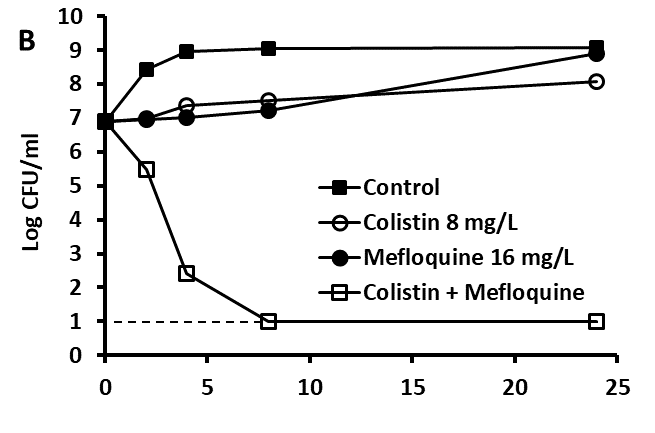 B
10
9
8
7
6
5
4
3
2
1
0
Log CFU/ml
Control
Colistin 8 mg/L
Mefloquine 16 mg/L
Colistin + Mefloquine
0 5 10 15 20 25